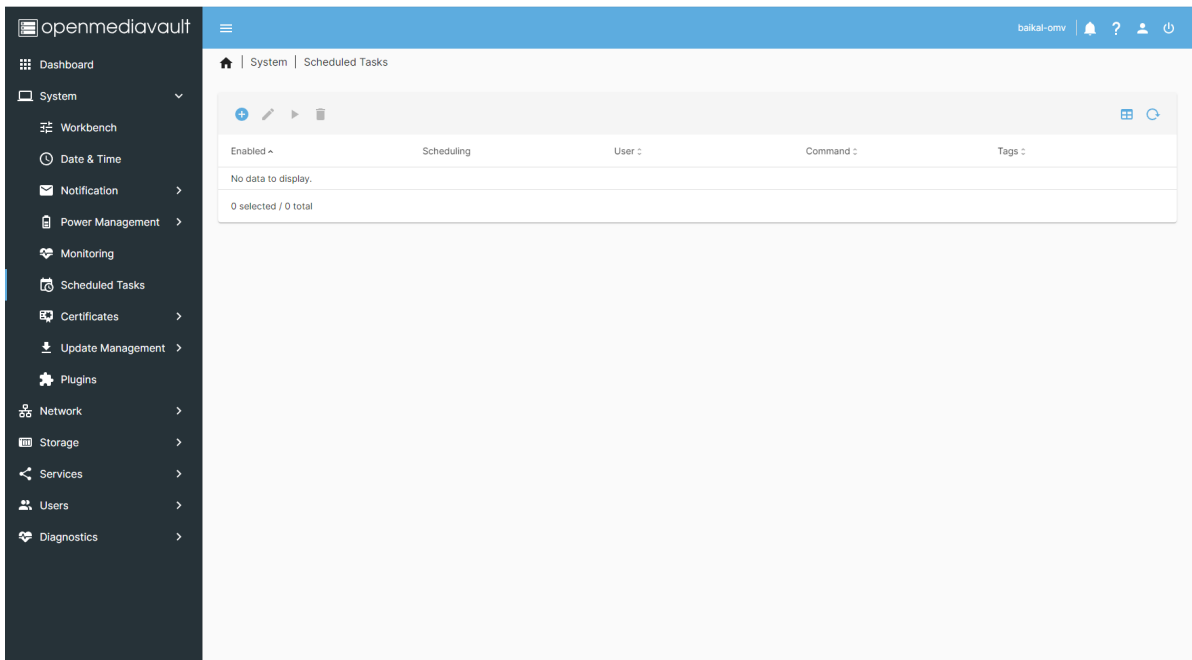 openmediavault
baikal-omv
Dashboard
System
Workbench
Date & Time
Notification
Power Management
Monitoring
Scheduled Tasks
Certificates
Update Management
Plugins
Network
Storage
Services
Users
Diagnostics
System | Scheduled Tasks
Enabled Scheduling User Command Tags
No data to display.
0 selected / 0 total